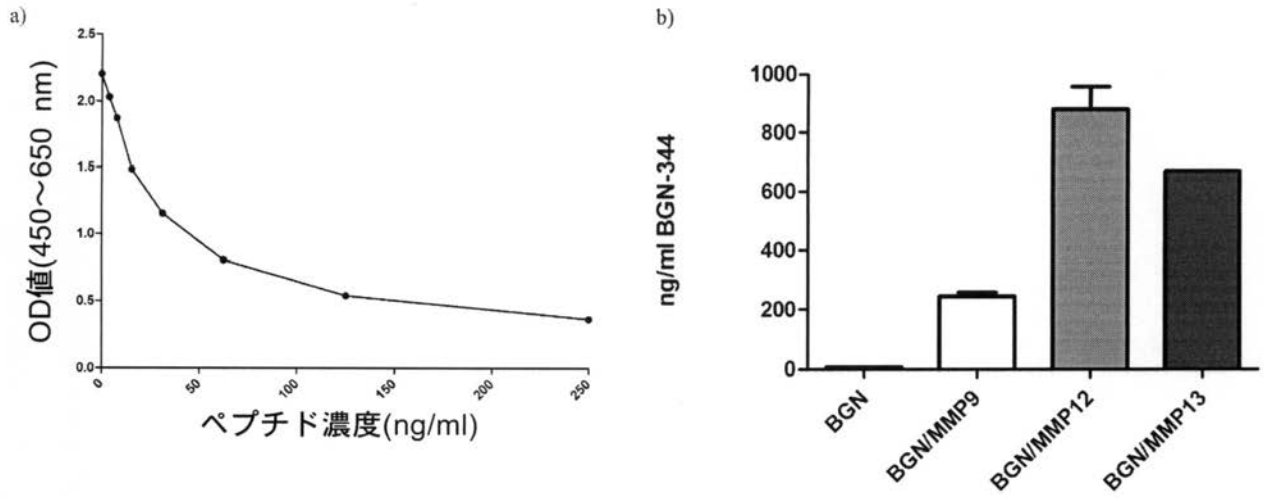 a)
OD値(450～650 nm)
2.5
2.0
1.5
1.0
0.5
0.0
0
50
100
150
200
250
ペプチド濃度(ng/ml)
b)
ng/ml BGN-344
1000
800
600
400
200
0
BGN
BGN/MMP9
BGN/MMP12
BGN/MMP13